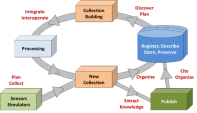 Collection
Building
Discover
Plan
Integrate
Interoperate
Processing
Register, Describe
Store, Preserve
Plan
Collect
New
Collection
Organize
Cite
Organize
Sensors
Simulators
Extract
Knowledge
Publish